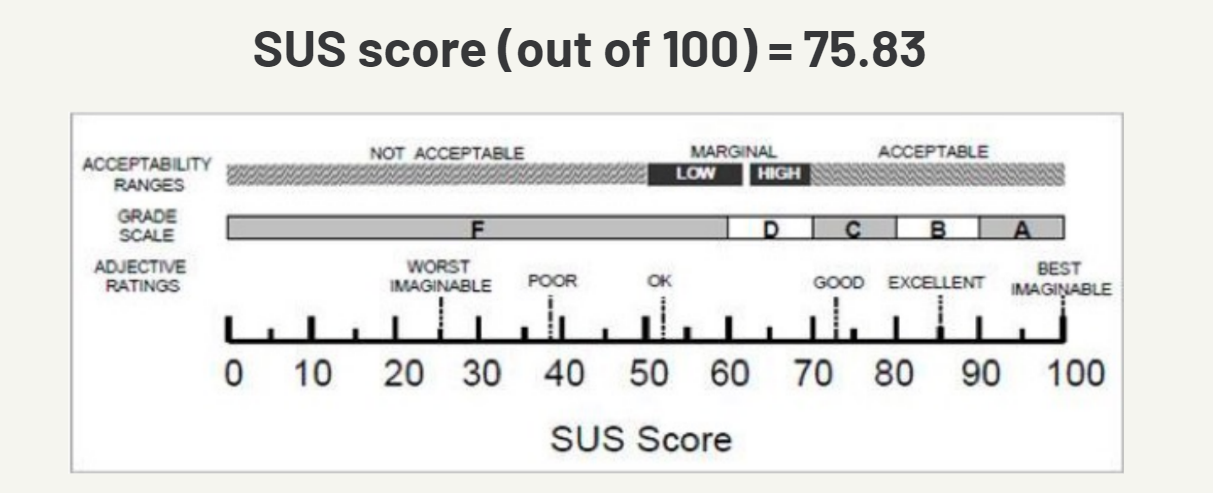 SUS score (out of 100) = 75.83
NOT ACCEPTABLE MARGINAL ACCEPTABLE
ACCEPTABILITY
RANGES
LOW HIGH
GRADE
SCALE
F D C B A
ADJECTIVE
RATINGS
WORST
IMAGINABLE
POOR
OK
GOOD
EXCELLENT
BEST
IMAGINABLE
0 10 20 30 40 50 60 70 80 90 100
SUS Score